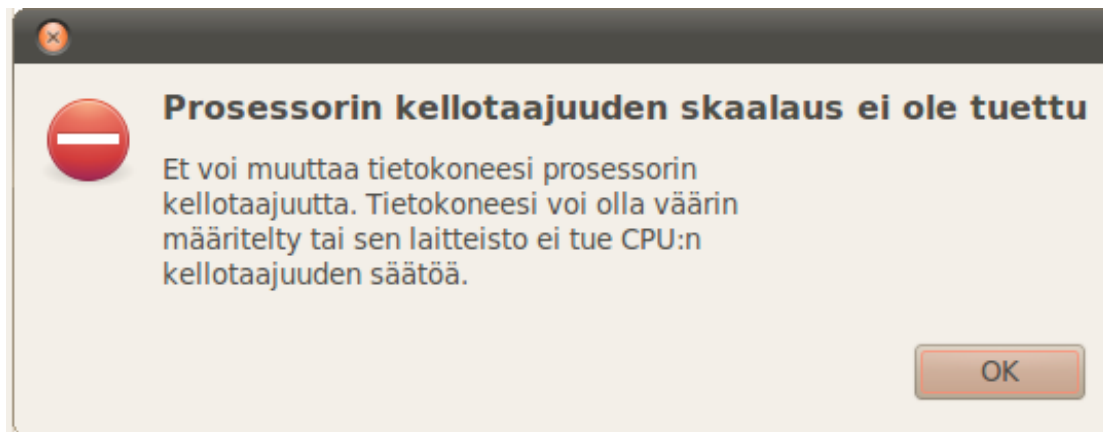 Prosessorin kellotaajuuden skaalaus ei ole tuettu
Et voi muuttaa tietokoneesi prosessorin
kellotaajuutta. Tietokoneesi voi olla väärin
määritelty tai sen laitteisto ei tue CPU:n
kellotaajuuden säätöä.
OK